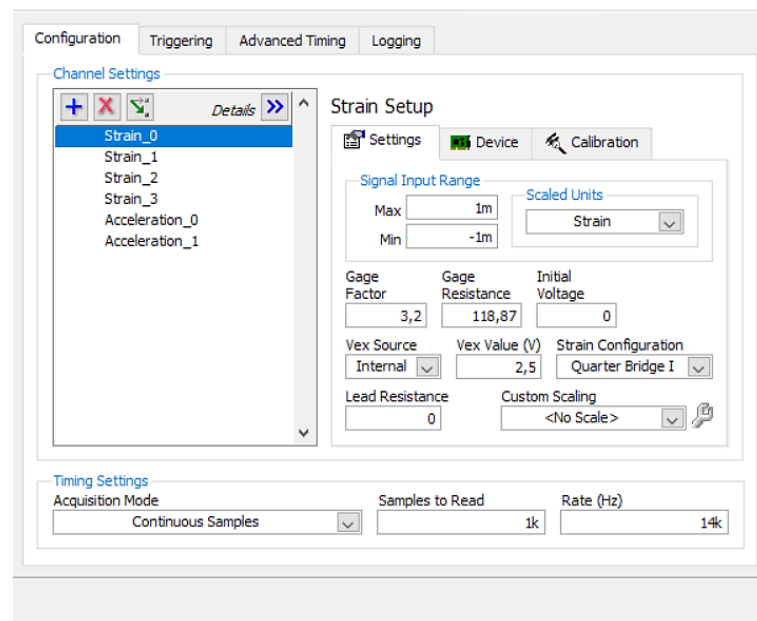 Configuration Triggering Advanced Timing Logging
Channel Settings
Details
Strain_0
Strain_1
Strain_2
Strain_3
Acceleration_0
Acceleration_1
Strain Setup
Settings Device Calibration
Signal Input Range
Max 1m
Min -1m
Scaled Units
Strain
Gage Factor
3,2
Gage Resistance
118,87
Initial Voltage
0
Vex Source
Internal
Vex Value (V)
2,5
Strain Configuration
Quarter Bridge I
Lead Resistance
0
Custom Scaling
<No Scale>
Timing Settings
Acquisition Mode
Continuous Samples
Samples to Read
1k
Rate (Hz)
14k